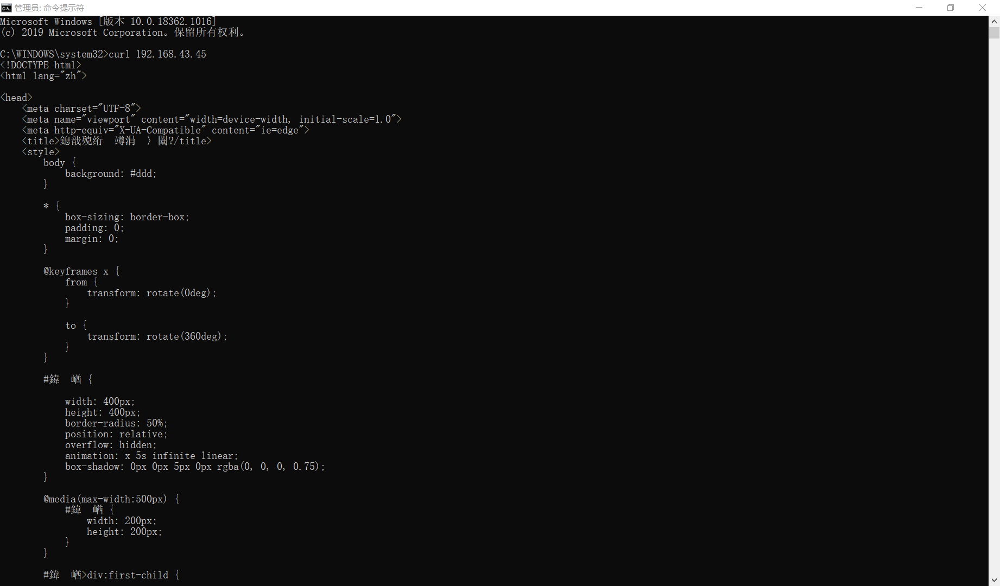 管理员: 命令提示符
Microsoft Windows [版本 10.0.18362.1016]
(c) 2019 Microsoft Corporation。保留所有权利。
C:\WINDOWS\system32>curl 192.168.43.45
<!DOCTYPE html>
<html lang="zh">
<head>
    <meta charset="UTF-8">
    <meta name="viewport" content="width=device-width, initial-scale=1.0">
    <meta http-equiv="X-UA-Compatible" content="ie=edge">
    <title>鎴戠殑绗  竴涓  〉闈?/title>
    <style>
        body {
            background: #ddd;
        }
        * {
            box-sizing: border-box;
            padding: 0;
            margin: 0;
        }
        @keyframes x {
            from {
                transform: rotate(0deg);
            }
            to {
                transform: rotate(360deg);
            }
        }
        #鍏  崷 {
            width: 400px;
            height: 400px;
            border-radius: 50%;
            position: relative;
            overflow: hidden;
            animation: x 5s infinite linear;
            box-shadow: 0px 0px 5px 0px rgba(0, 0, 0, 0.75);
        }
        @media(max-width:500px) {
            #鍏  崷 {
                width: 200px;
                height: 200px;
            }
        }
        #鍏  崷>div:first-child {